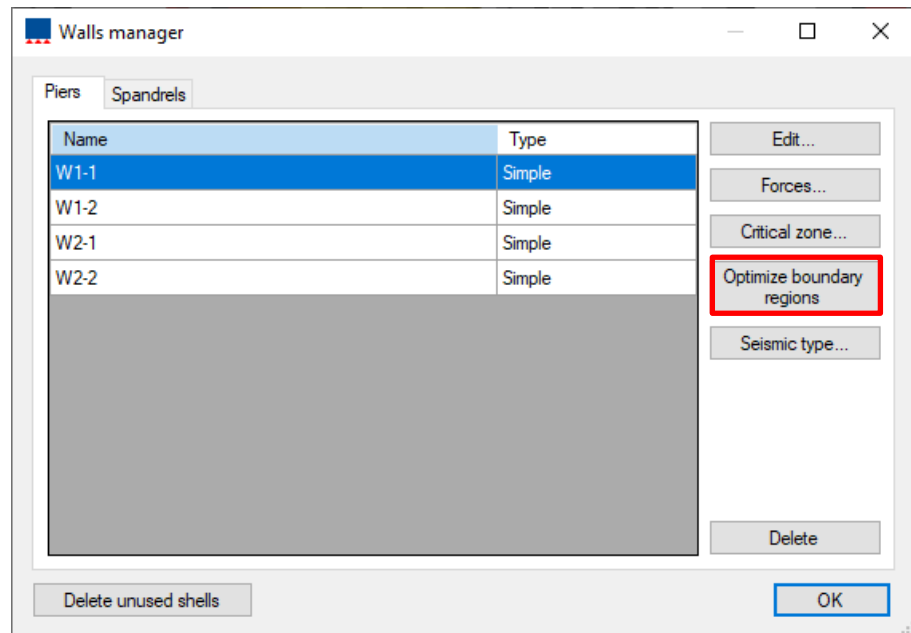 Walls manager
Piers
Spandrels
Name
Type
W1-1
Simple
W1-2
Simple
W2-1
Simple
W2-2
Simple
Edit...
Forces...
Critical zone...
Optimize boundary
regions
Seismic type...
Delete
Delete unused shells
OK